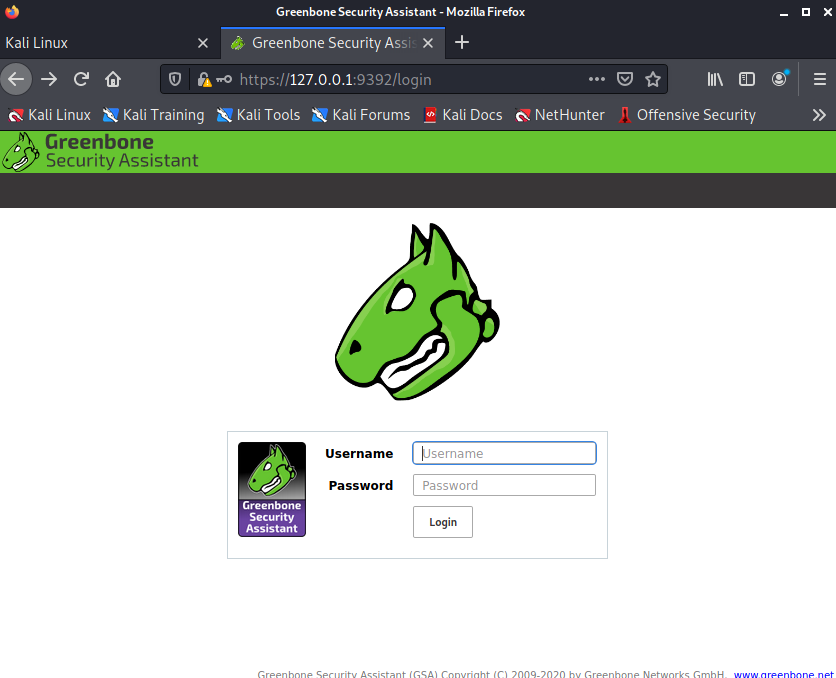 Greenbone Security Assistant - Mozilla Firefox
Kali Linux
Greenbone Security Assis
https://127.0.0.1:9392/login
Kali Linux Kali Training Kali Tools Kali Forums Kali Docs NetHunter Offensive Security
Greenbone
Security Assistant
Username Username
Password Password
Greenbone
Security
Assistant
Login
Greenbone Security Assistant (GSA) Copyright (C) 2009-2020 by Greenbone Networks GmbH, www.greenbone.net